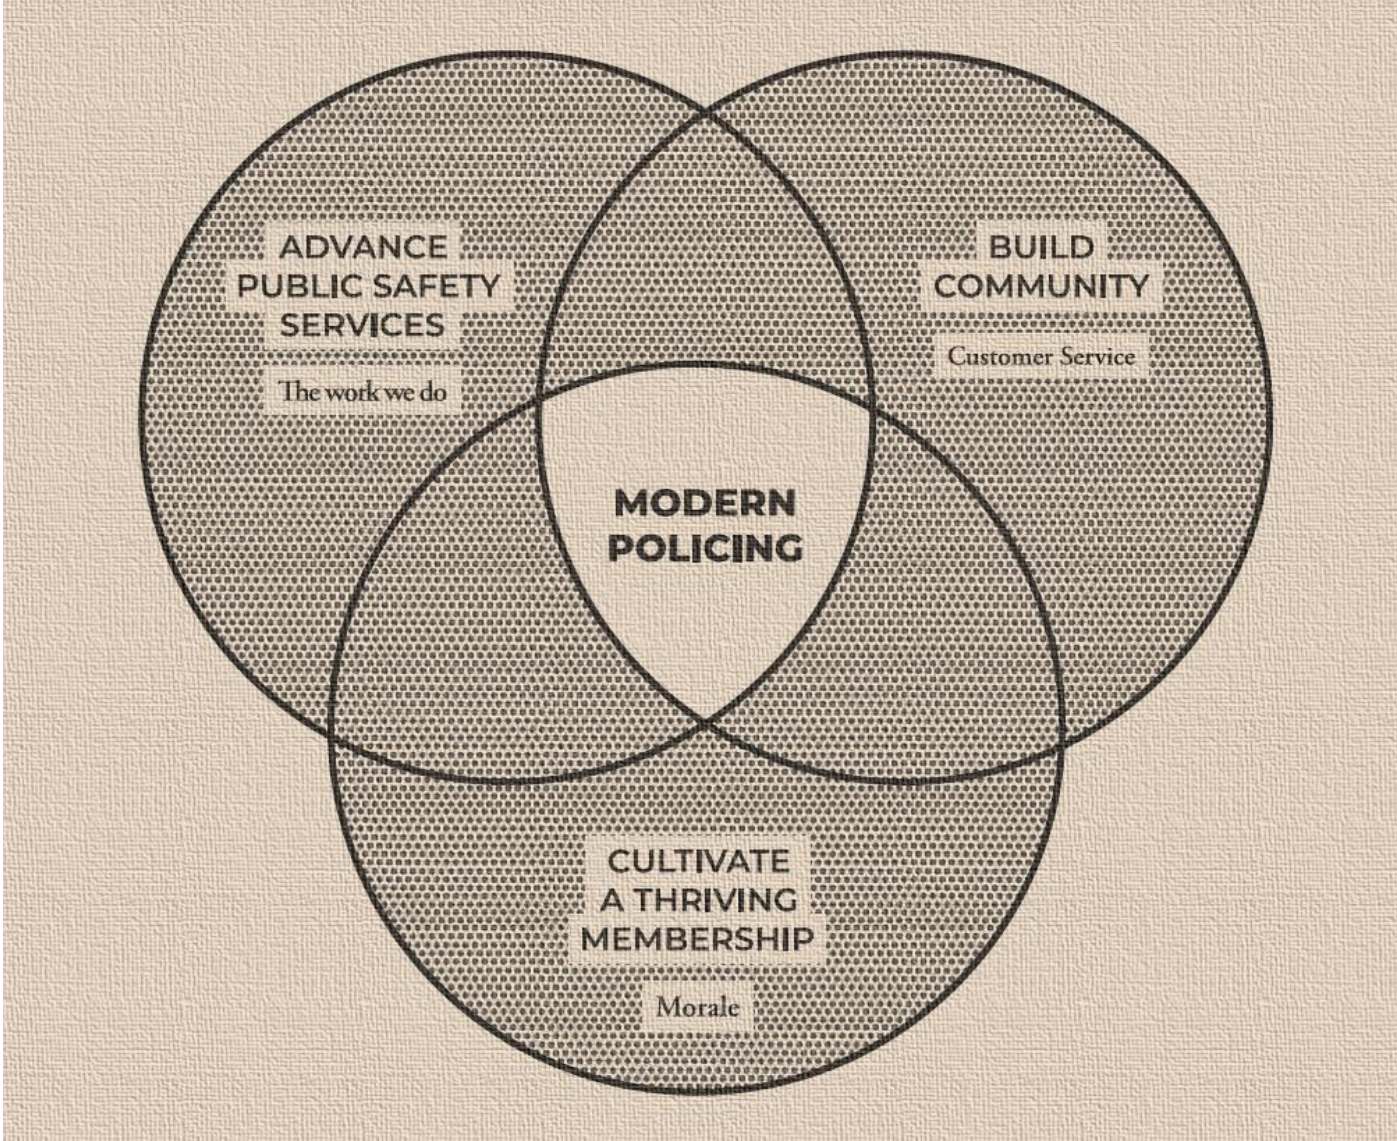 ADVANCE
PUBLIC SAFETY
SERVICES
The work we do
BUILD
COMMUNITY
Customer Service
MODERN
POLICING
CULTIVATE
A THRIVING
MEMBERSHIP
Morale